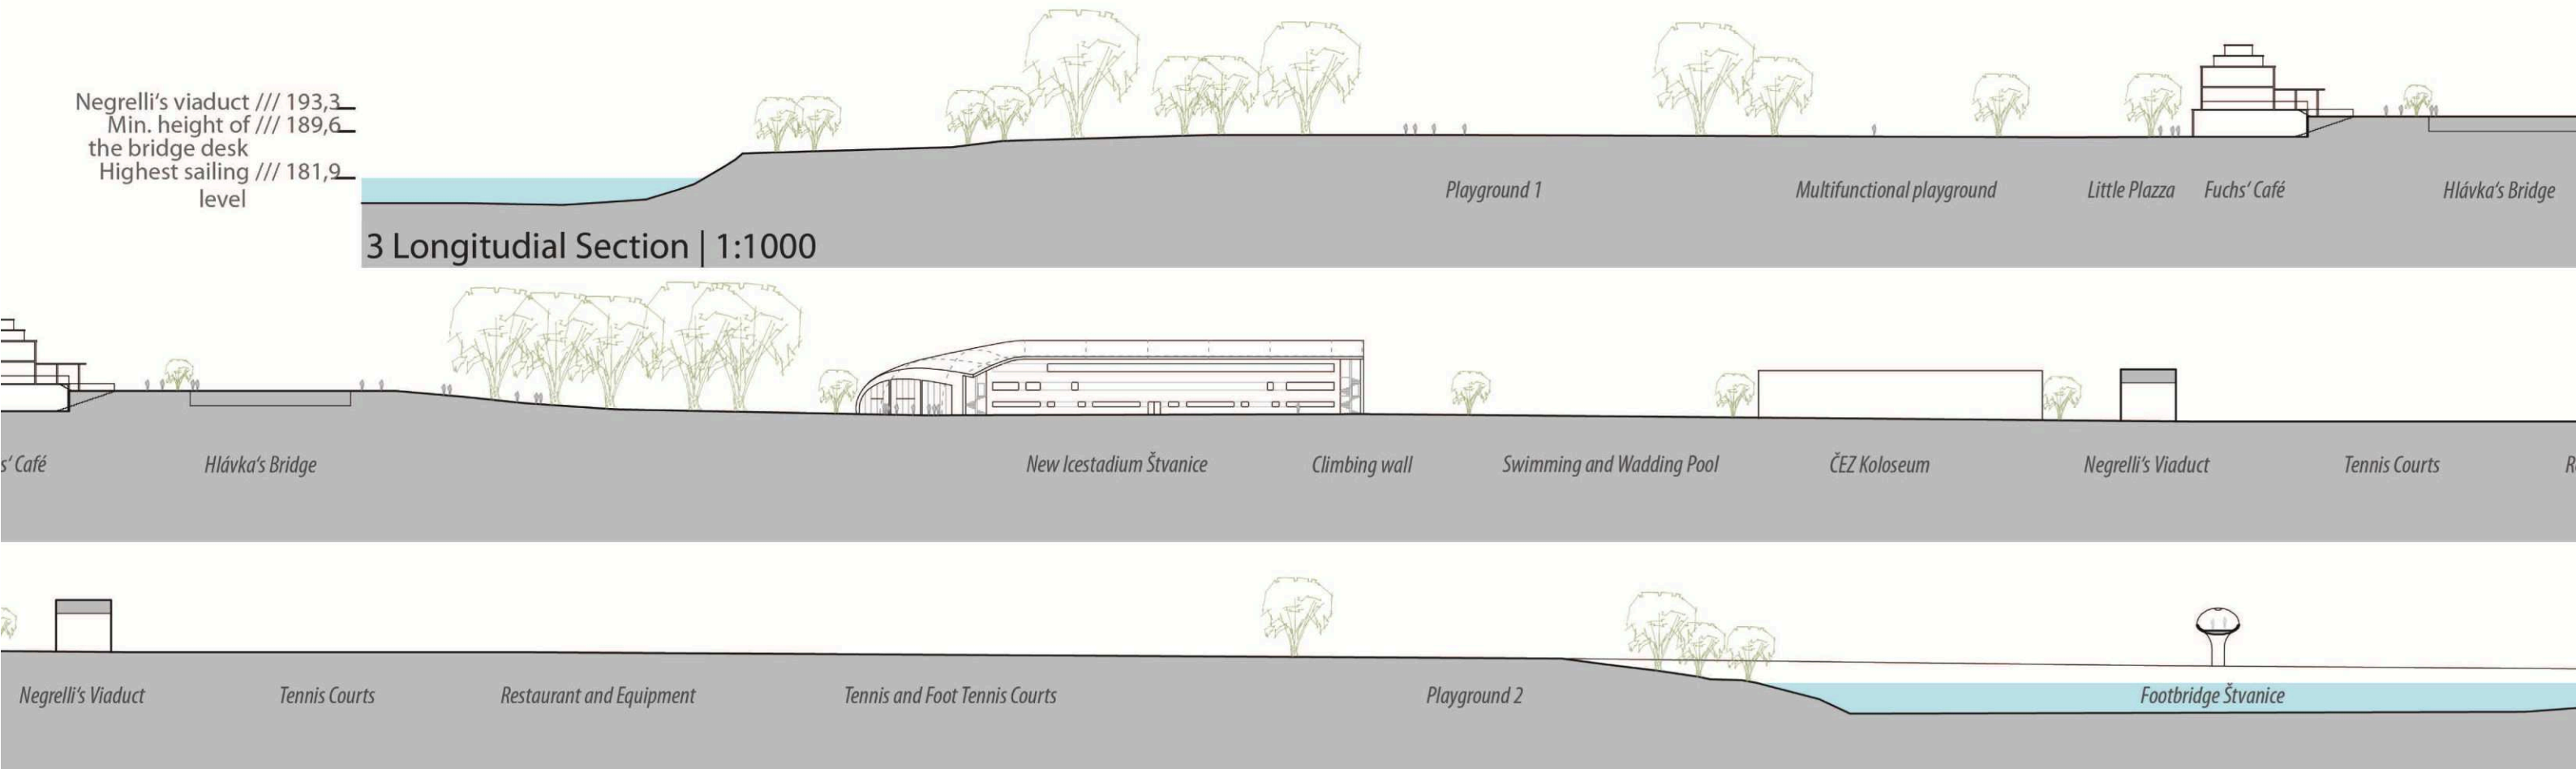 Negrelli's viaduct /// 193,3
Min. height of /// 189,6
the bridge desk
Highest sailing /// 181,9
level
Playground 1
Multifunctional playground
Little Plazza
Fuchs' Café
Hlávka's Bridge
3 Longitudial Section | 1:1000
s' Café
Hlávka's Bridge
New Icestadium Štvanice
Climbing wall
Swimming and Wadding Pool
ČEZ Koloseum
Negrelli's Viaduct
Tennis Courts
R
Negrelli's Viaduct
Tennis Courts
Restaurant and Equipment
Tennis and Foot Tennis Courts
Playground 2
Footbridge Štvanice